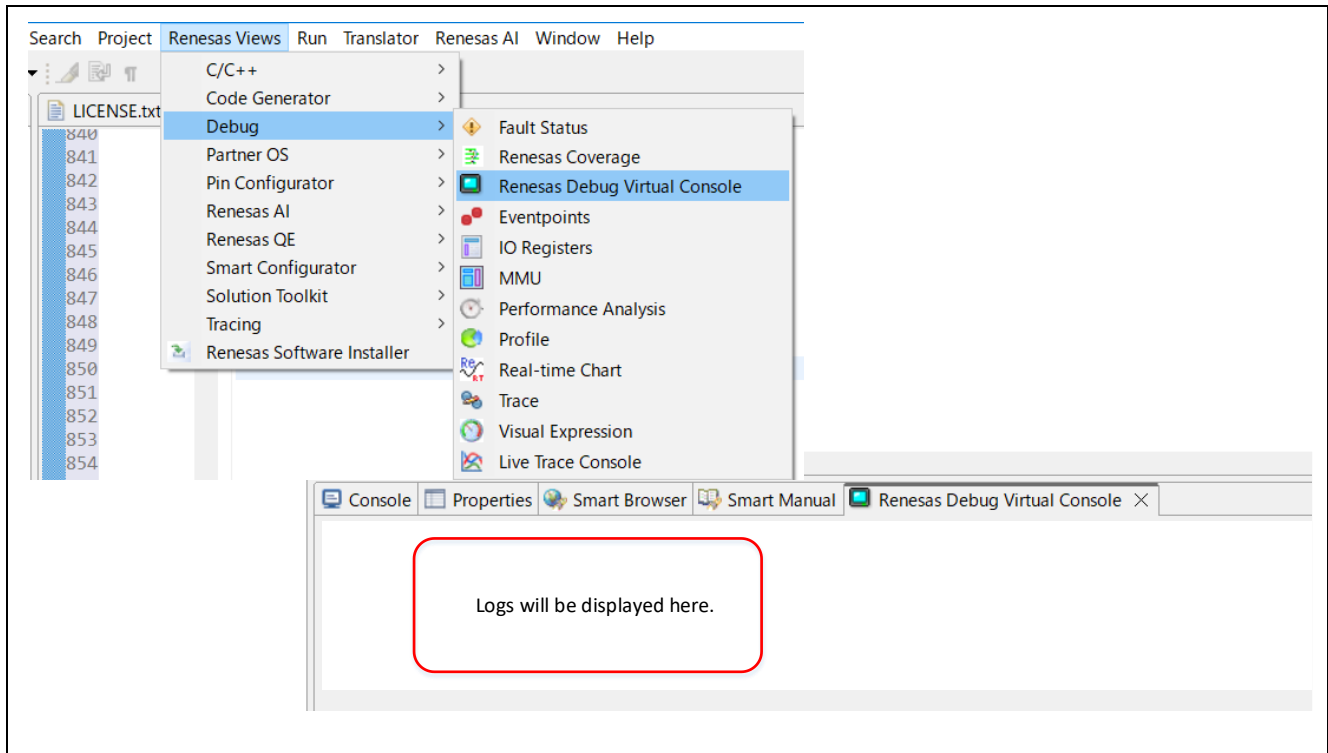 Search Project Renesas Views Run Translator Renesas AI Window Help
LICENSE.txt
840
841
842
843
844
845
846
847
848
849
850
851
852
853
854
C/C++
Code Generator
Debug
Partner OS
Pin Configurator
Renesas AI
Renesas QE
Smart Configurator
Solution Toolkit
Tracing
Renesas Software Installer
Fault Status
Renesas Coverage
Renesas Debug Virtual Console
Eventpoints
IO Registers
MMU
Performance Analysis
Profile
Real-time Chart
Trace
Visual Expression
Live Trace Console
Console Properties Smart Browser Smart Manual Renesas Debug Virtual Console
Logs will be displayed here.